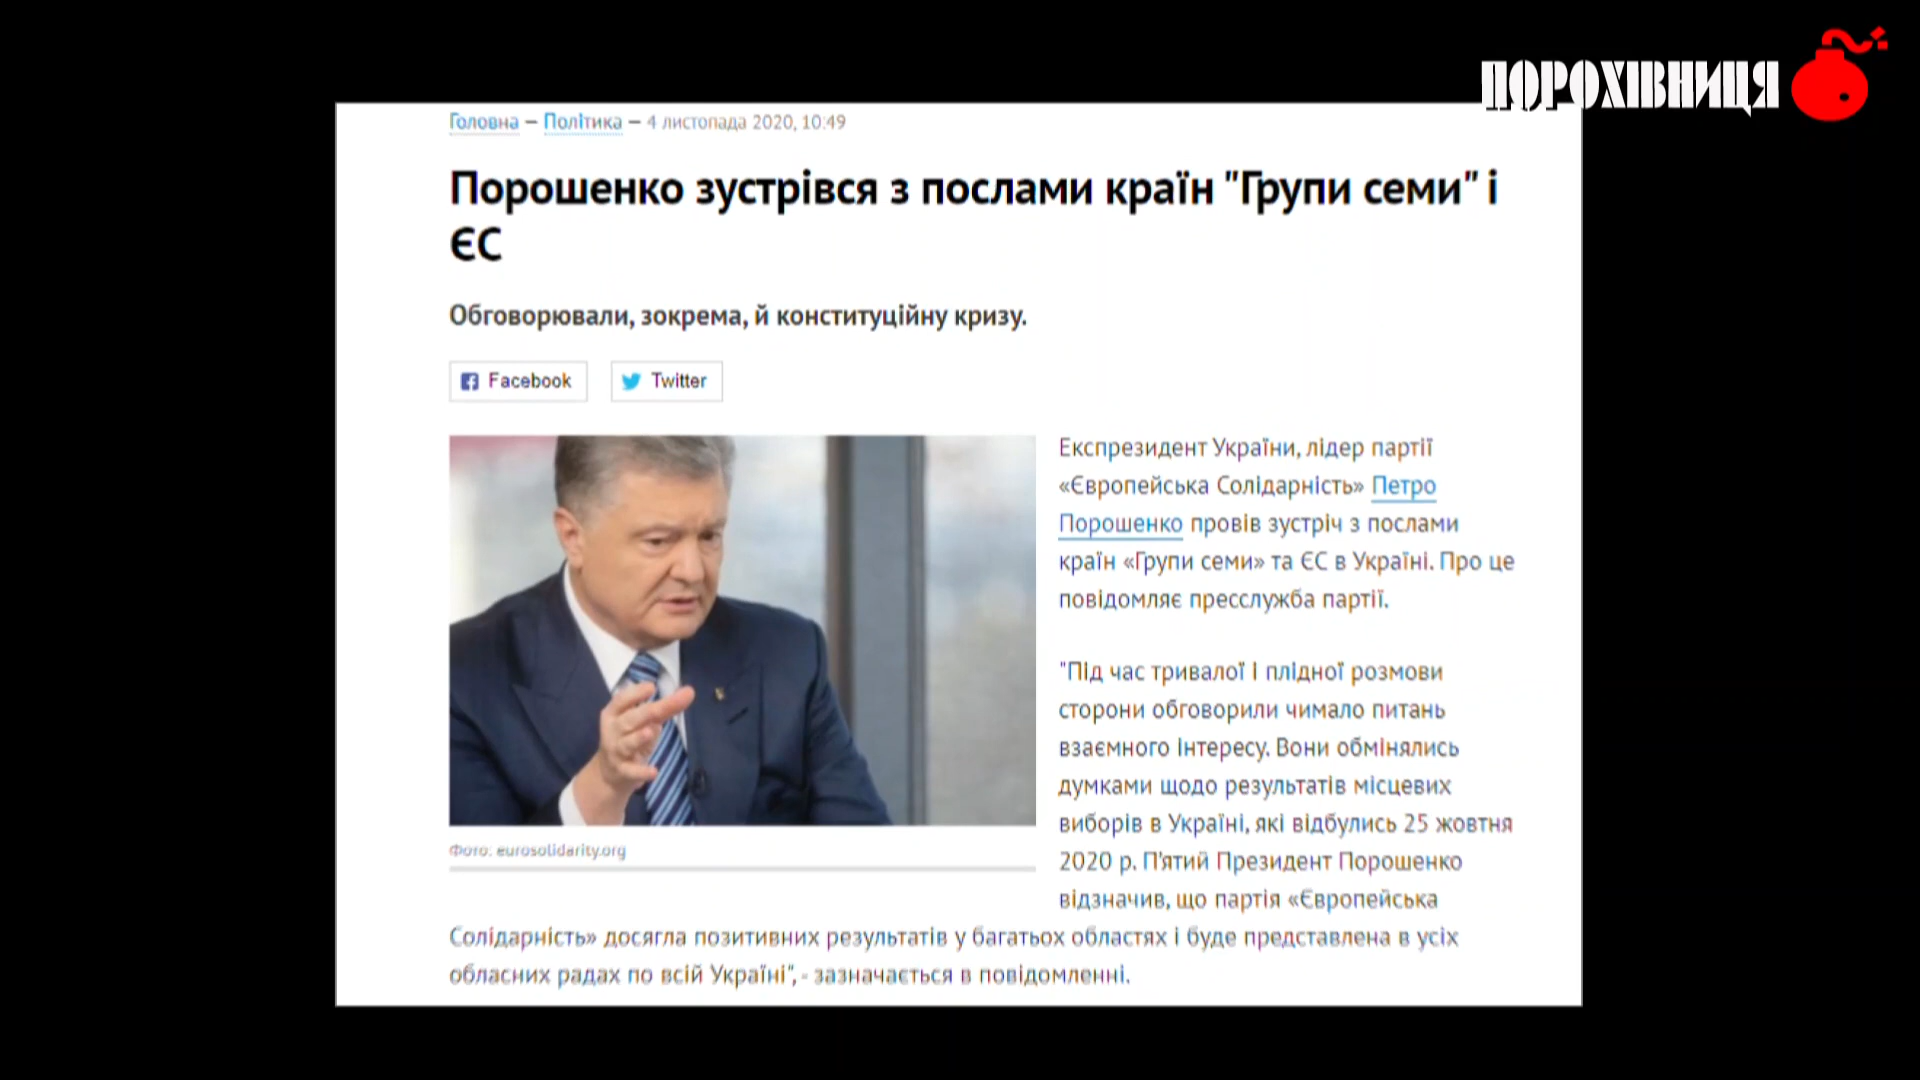 ПОРОХІВНИЦЯ
Головна — Політика — 4 листопада 2020, 10:49
Порошенко зустрівся з послами країн "Групи семи" і
ЄС
Обговорювали, зокрема, й конституційну кризу.
Facebook Twitter
Експрезидент України, лідер партії
«Європейська Солідарність» Петро
Порошенко провів зустріч з послами
країн «Групи семи» та ЄС в Україні. Про це
повідомляє пресслужба партії.
"Під час тривалої і плідної розмови
сторони обговорили чимало питань
взаємного інтересу. Вони обмінялись
думками щодо результатів місцевих
виборів в Україні, які відбулись 25 жовтня
2020 р. П'ятий Президент Порошенко
відзначив, що партія «Європейська
Фото: eurosolidarity.org
Солідарність» досягла позитивних результатів у багатьох областях і буде представлена в усіх
обласних радах по всій Україні", - зазначається в повідомленні.